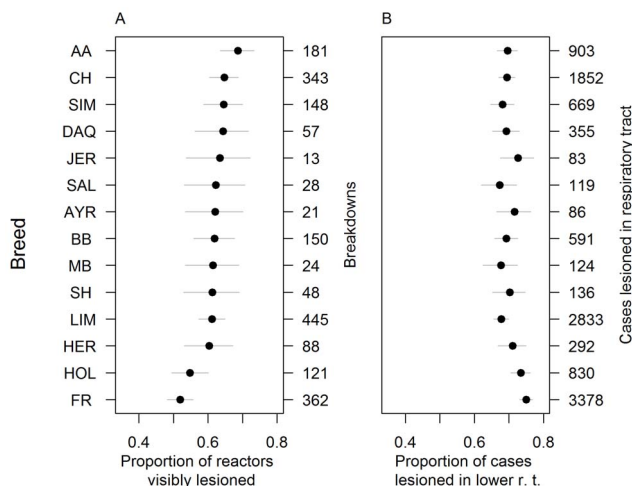 A
B
AA 181 903
CH 343 1852
SIM 148 669
DAQ 57 355
JER 13 83
SAL 28 119
AYR 21 86
BB 150 591
MB 24 124
SH 48 136
LIM 445 2833
HER 88 292
HOL 121 830
FR 362 3378
Breed
Breakdowns
Cases lesioned in respiratory tract
0.4 0.6 0.8 0.4 0.6 0.8
Proportion of reactors
visibly lesioned
Proportion of cases
lesioned in lower r. t.